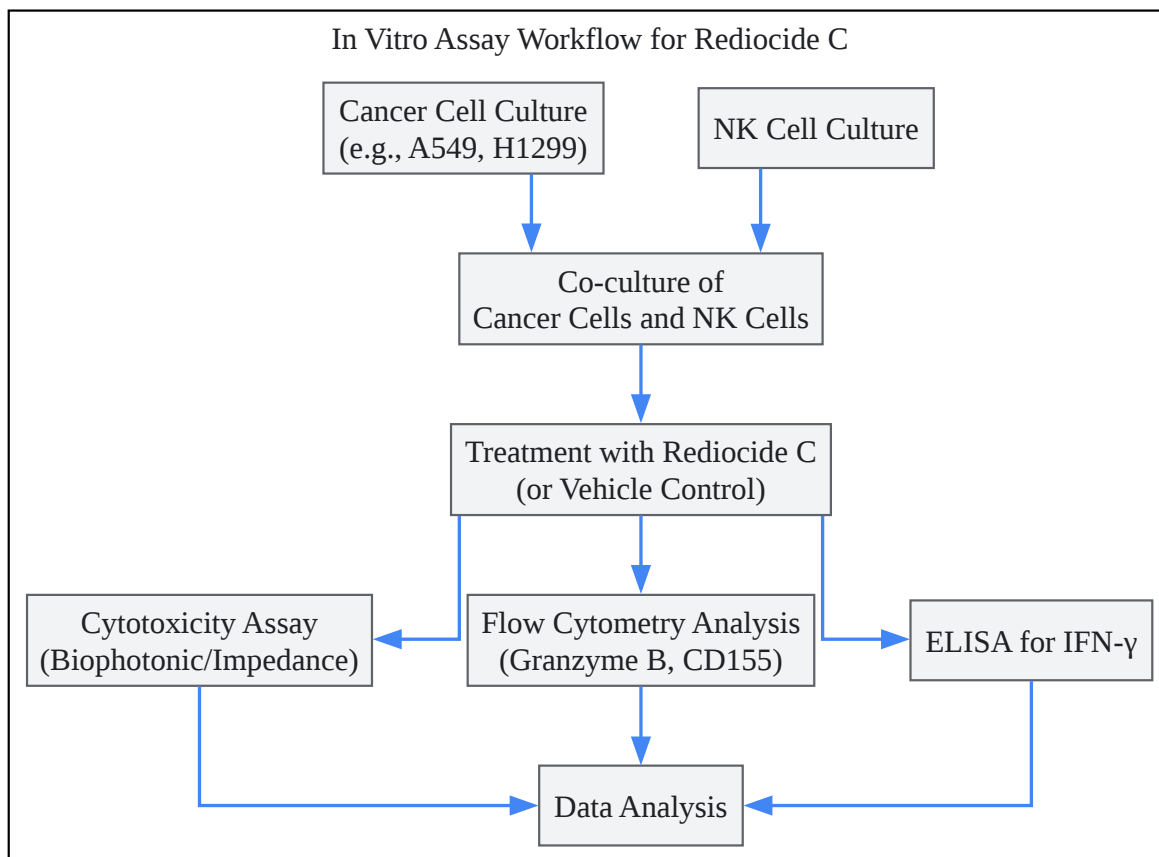 In Vitro Assay Workflow for Rediocide C
Cancer Cell Culture
(e.g., A549, H1299)
NK Cell Culture
Co-culture of
Cancer Cells and NK Cells
Treatment with Rediocide C
(or Vehicle Control)
Cytotoxicity Assay
(Biophotonic/Impedance)
Flow Cytometry Analysis
(Granzyme B, CD155)
ELISA for IFN-γ
Data Analysis